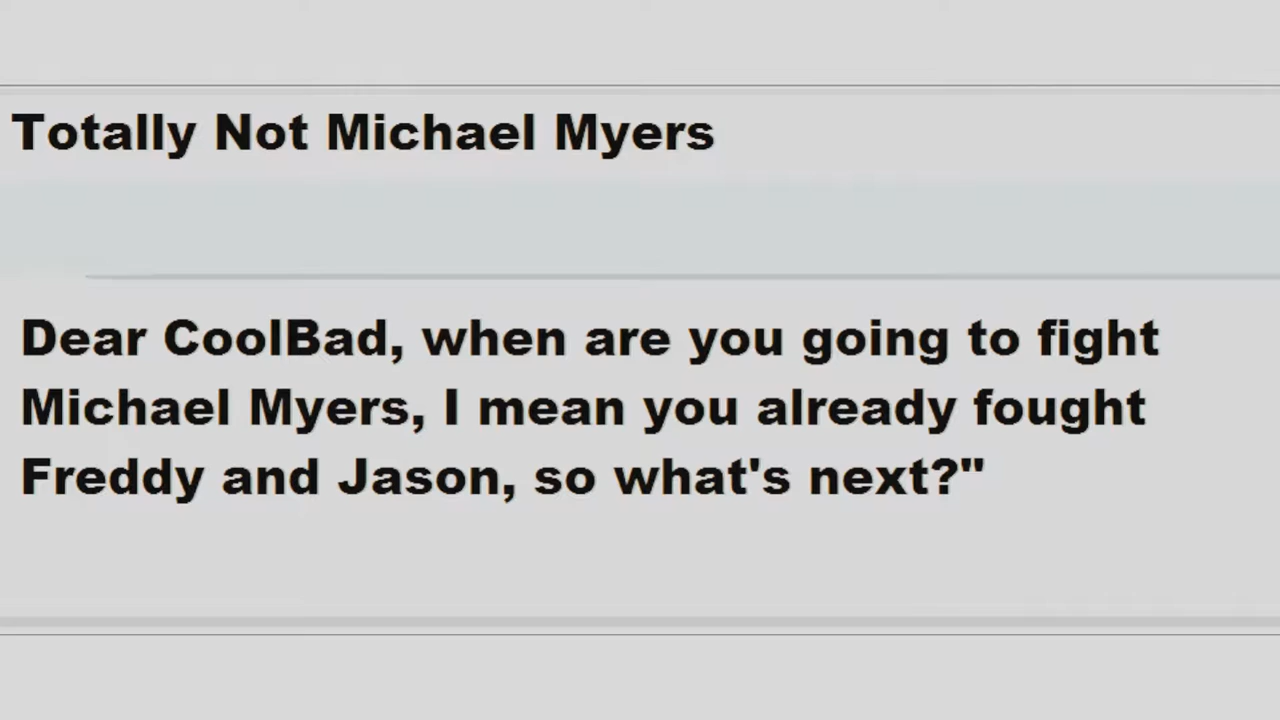 Totally Not Michael Myers
Dear CoolBad, when are you going to fight
Michael Myers, I mean you already fought
Freddy and Jason, so what's next?"